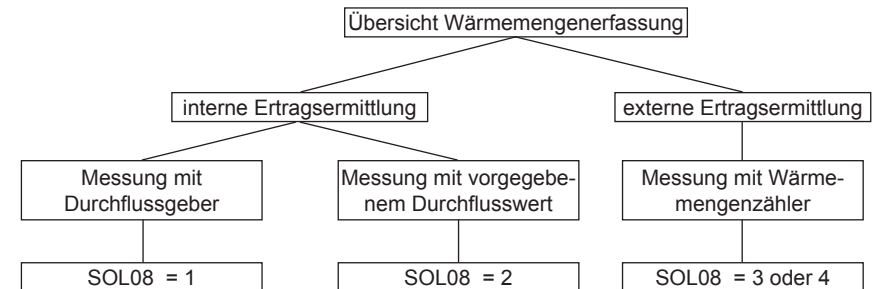 Übersicht Wärmemengenerfassung
interne Ertragsermittlung
externe Ertragsermittlung
Messung mit
Durchflussgeber
Messung mit vorgegebe-
nem Durchflusswert
Messung mit Wärme-
mengenzähler
SOL08 = 1
SOL08 = 2
SOL08 = 3 oder 4